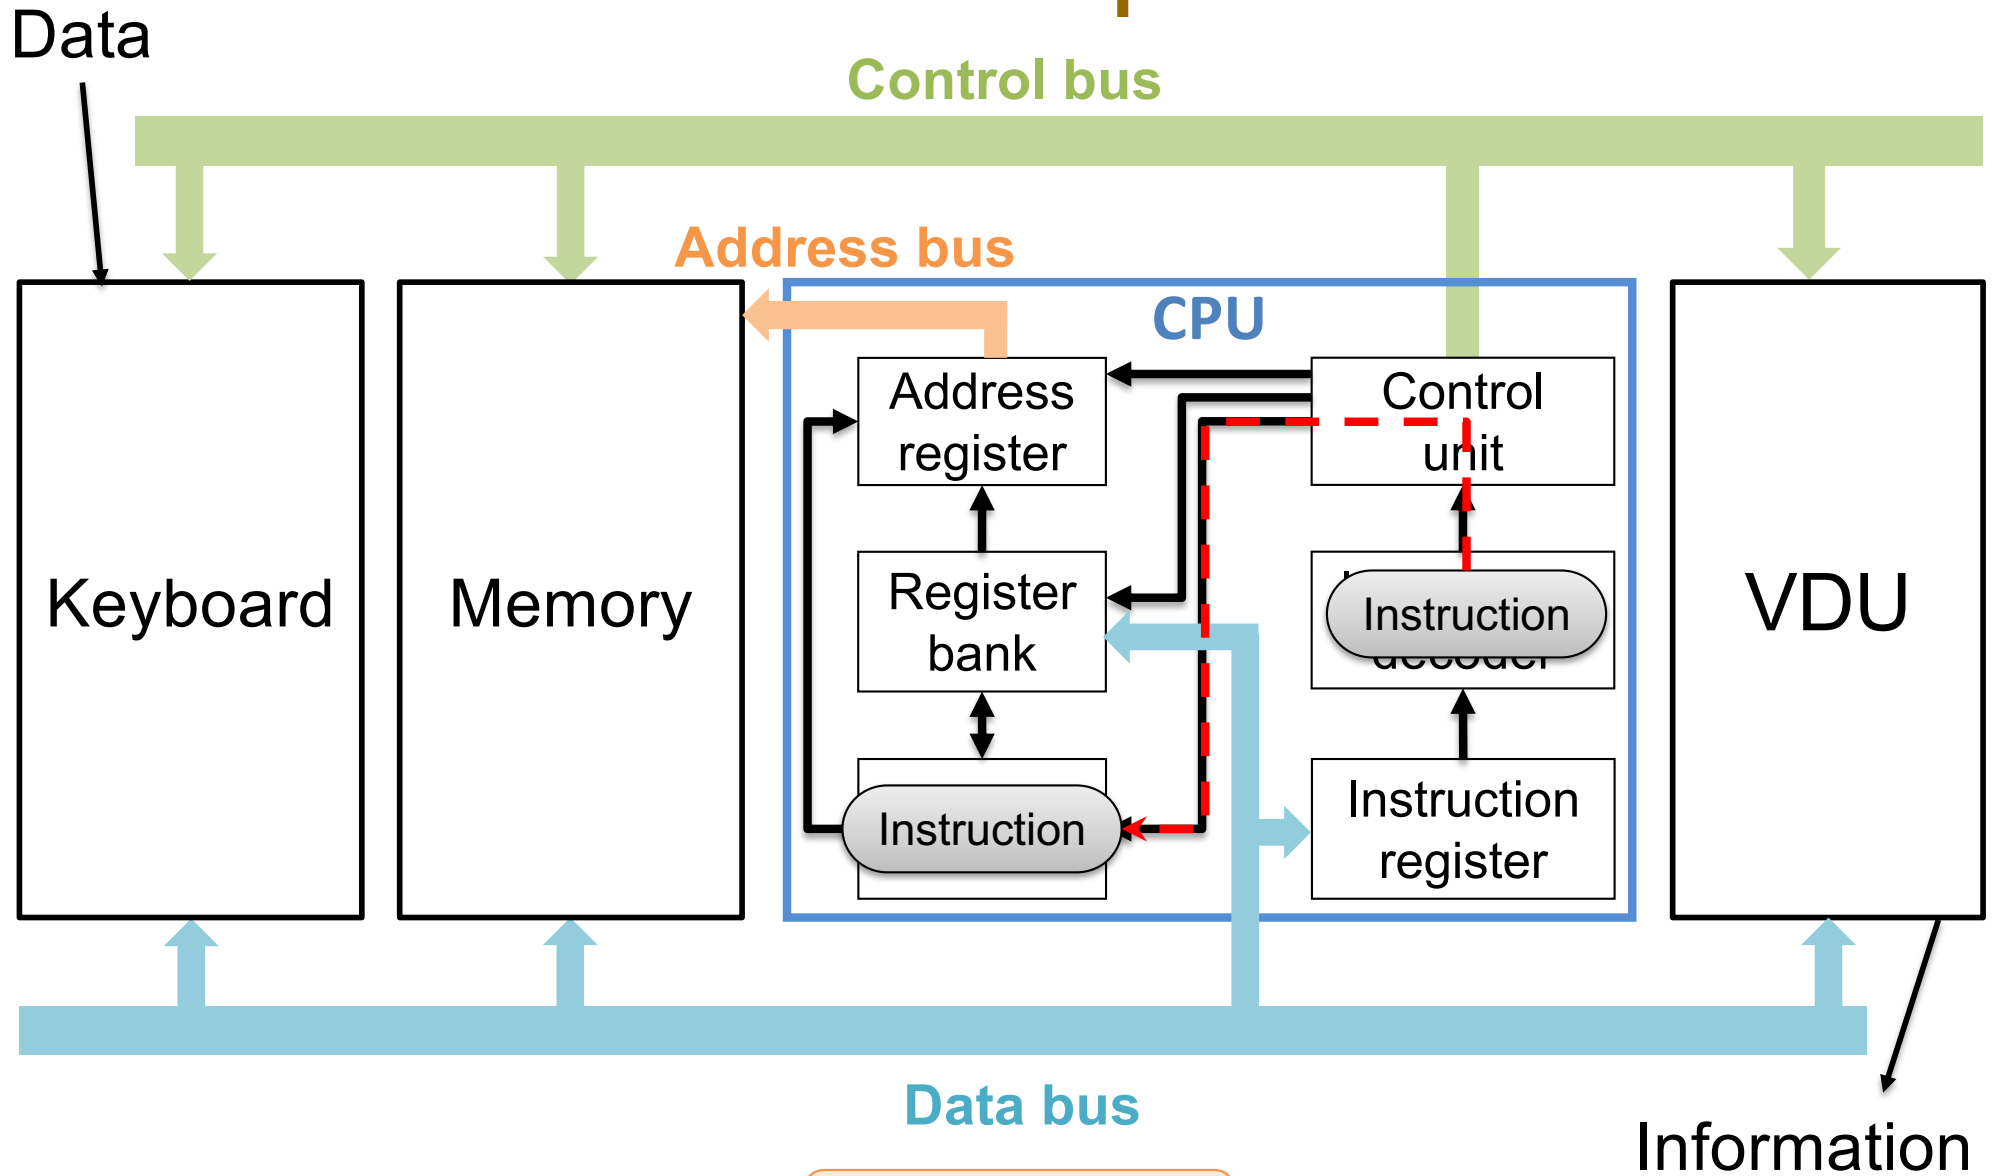 Data
Control bus
Address bus
CPU
Address
register
Control
unit
Keyboard
Memory
Register
bank
Instruction
VDU
Instruction
Instruction
register
Data bus
Information